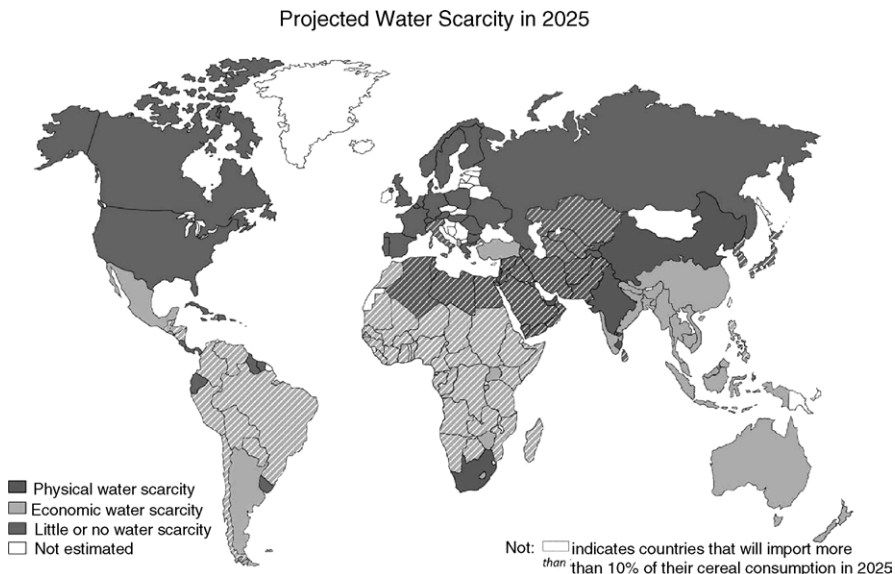 Projected Water Scarcity in 2025
Physical water scarcity
Economic water scarcity
Little or no water scarcity
Not estimated
Not: indicates countries that will import more
than than 10% of their cereal consumption in 2025